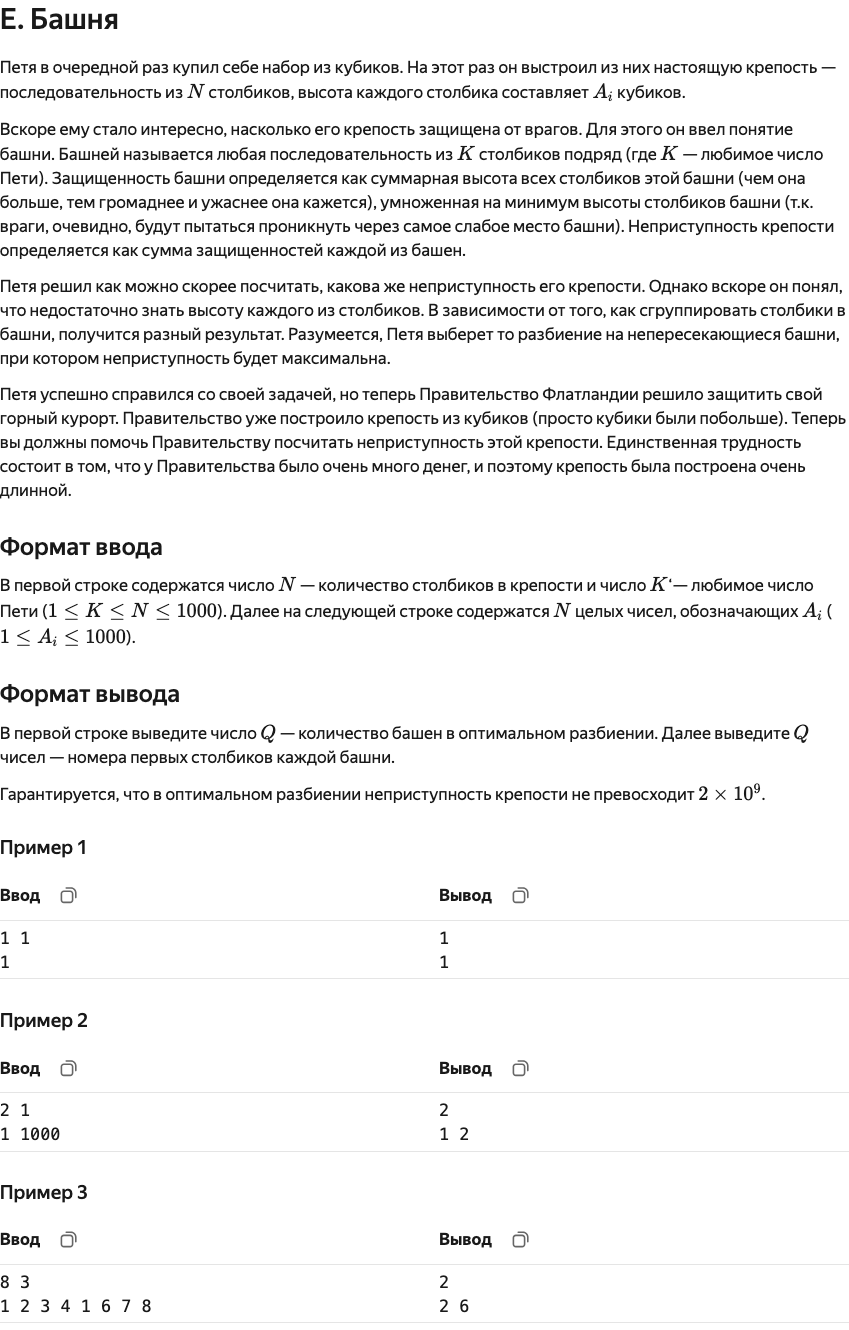 Е. Башня
Петя в очередной раз купил себе набор из кубиков. На этот раз он выстроил из них настоящую крепость —
последовательность из N столбиков, высота каждого столбика составляет A_i кубиков.
Вскоре ему стало интересно, насколько его крепость защищена от врагов. Для этого он ввел понятие
башни. Башней называется любая последовательность из K столбиков подряд (где K — любимое число
Пети). Защищенность башни определяется как суммарная высота всех столбиков этой башни (чем она
больше, тем громаднее и ужаснее она кажется), умноженная на минимум высоты столбиков башни (т.к.
враги, очевидно, будут пытаться проникнуть через самое слабое место башни). Неприступность крепости
определяется как сумма защищенностей каждой из башен.
Петя решил как можно скорее посчитать, какова же неприступность его крепости. Однако вскоре он понял,
что недостаточно знать высоту каждого из столбиков. В зависимости от того, как сгруппировать столбики в
башни, получится разный результат. Разумеется, Петя выберет то разбиение на непересекающиеся башни,
при котором неприступность будет максимальна.
Петя успешно справился со своей задачей, но теперь Правительство Флатландии решило защитить свой
горный курорт. Правительство уже построило крепость из кубиков (просто кубики были побольше). Теперь
вы должны помочь Правительству посчитать неприступность этой крепости. Единственная трудность
состоит в том, что у Правительства было очень много денег, и поэтому крепость была построена очень
длинной.
Формат ввода
В первой строке содержатся число N — количество столбиков в крепости и число K‘— любимое число
Пети (1 ≤ K ≤ N ≤ 1000). Далее на следующей строке содержатся N целых чисел, обозначающих A_i (
1 ≤ A_i ≤ 1000).
Формат вывода
В первой строке выведите число Q — количество башен в оптимальном разбиении. Далее выведите Q
чисел — номера первых столбиков каждой башни.
Гарантируется, что в оптимальном разбиении неприступность крепости не превосходит 2 × 10^9.
Пример 1
Ввод Вывод
1 1 1
1 1
Пример 2
Ввод Вывод
2 1 2
1 1000 1 2
Пример 3
Ввод Вывод
8 3 2
1 2 3 4 1 6 7 8 2 6